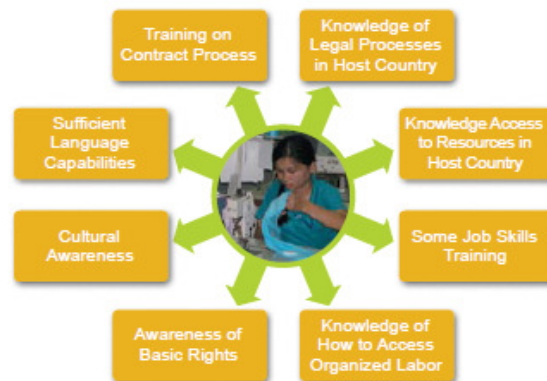 Training on
Contract Process
Knowledge of
Legal Processes
in Host Country
Sufficient
Language
Capabilities
Knowledge Access
to Resources in
Host Country
Cultural
Awareness
Some Job Skills
Training
Awareness of
Basic Rights
Knowledge of
How to Access
Organized Labor